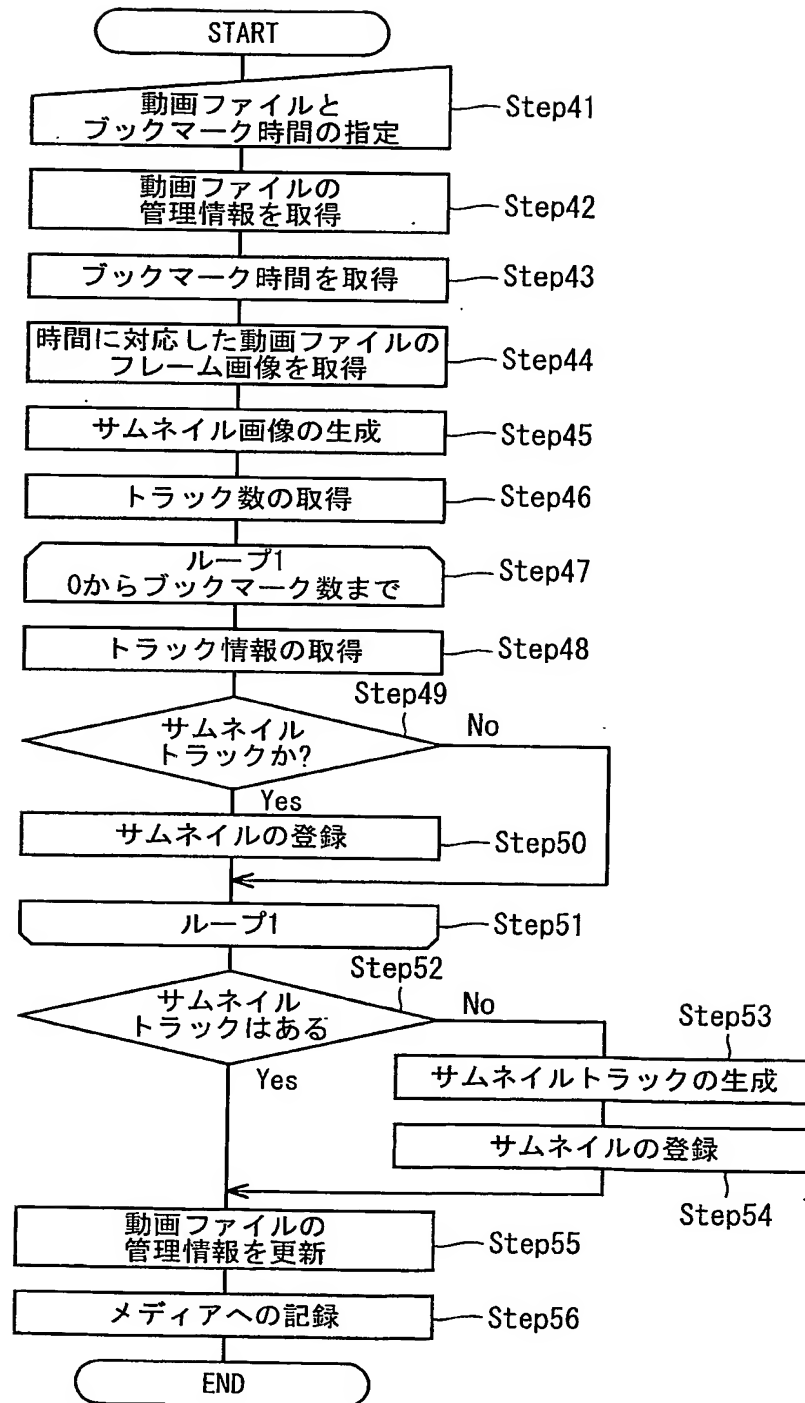 START
動画ファイルと
ブックマーク時間の指定
Step41
動画ファイルの
管理情報を取得
Step42
ブックマーク時間を取得
Step43
時間に対応した動画ファイルの
フレーム画像を取得
Step44
サムネイル画像の生成
Step45
トラック数の取得
Step46
ループ1
0からブックマーク数まで
Step47
トラック情報の取得
Step48
Step49
サムネイル
トラックか?
No
Yes
サムネイルの登録
Step50
ループ1
Step51
Step52
サムネイル
トラックはある
No
Yes
Step53
サムネイルトラックの生成
サムネイルの登録
Step54
動画ファイルの
管理情報を更新
Step55
メディアへの記録
Step56
END